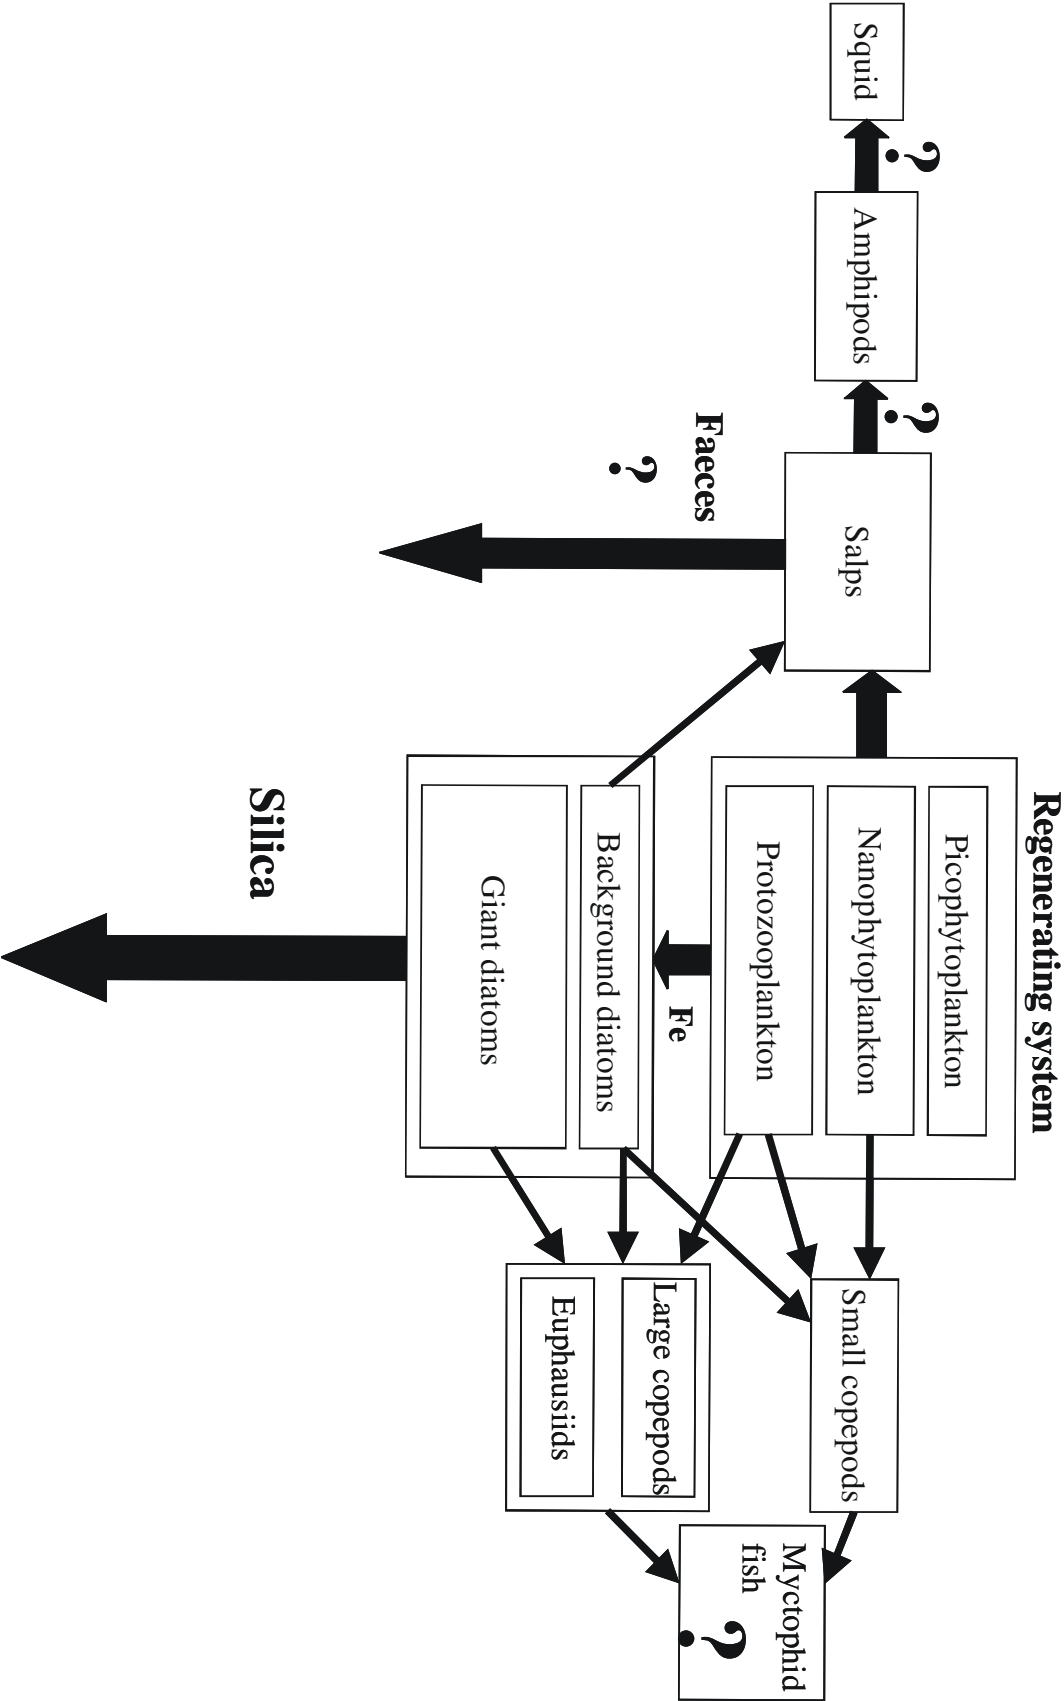 Regenerating system
Squid
?
Amphipods
?
Salps
Picophytoplankton
Nanophytoplankton
Protozooplankton
Small copepods
Myctophid
fish
?
Faeces
?
Fe
Background diatoms
Giant diatoms
Large copepods
Euphausiids
Silica